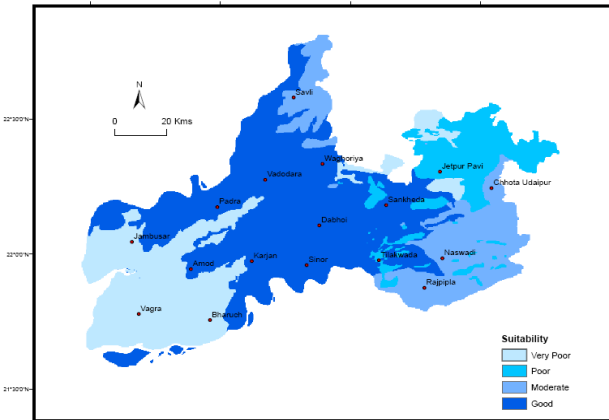 N
0 20 Kms
22°30'0"N
22°0'0"N
21°30'0"N
Savli
Waghoriya
Vadodara
Jetpur Pavi
Chhota Udaipur
Padra
Sankheda
Dabhoi
Jambusar
Amod
Karjan
Sinor
Tilakwada
Naswadi
Rajpipla
Vagra
Bharuch
Suitability
Very Poor
Poor
Moderate
Good